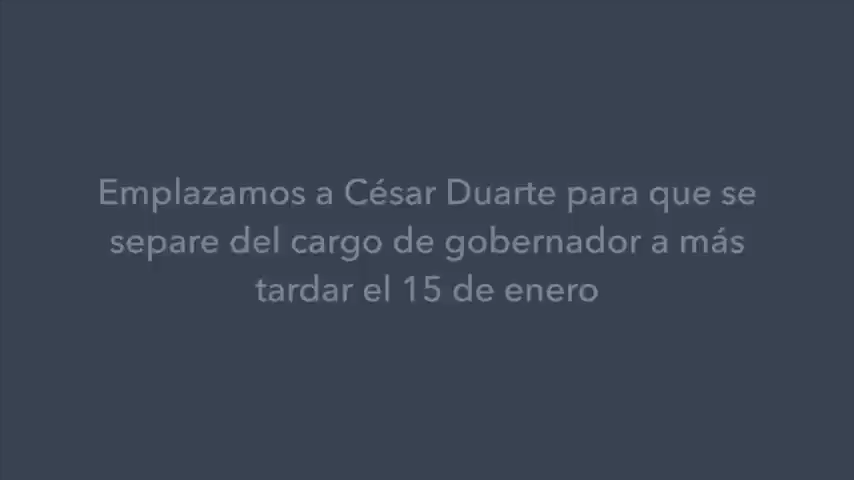 Emplazamos a César Duarte para que se
separe del cargo de gobernador a más
tardar el 15 de enero